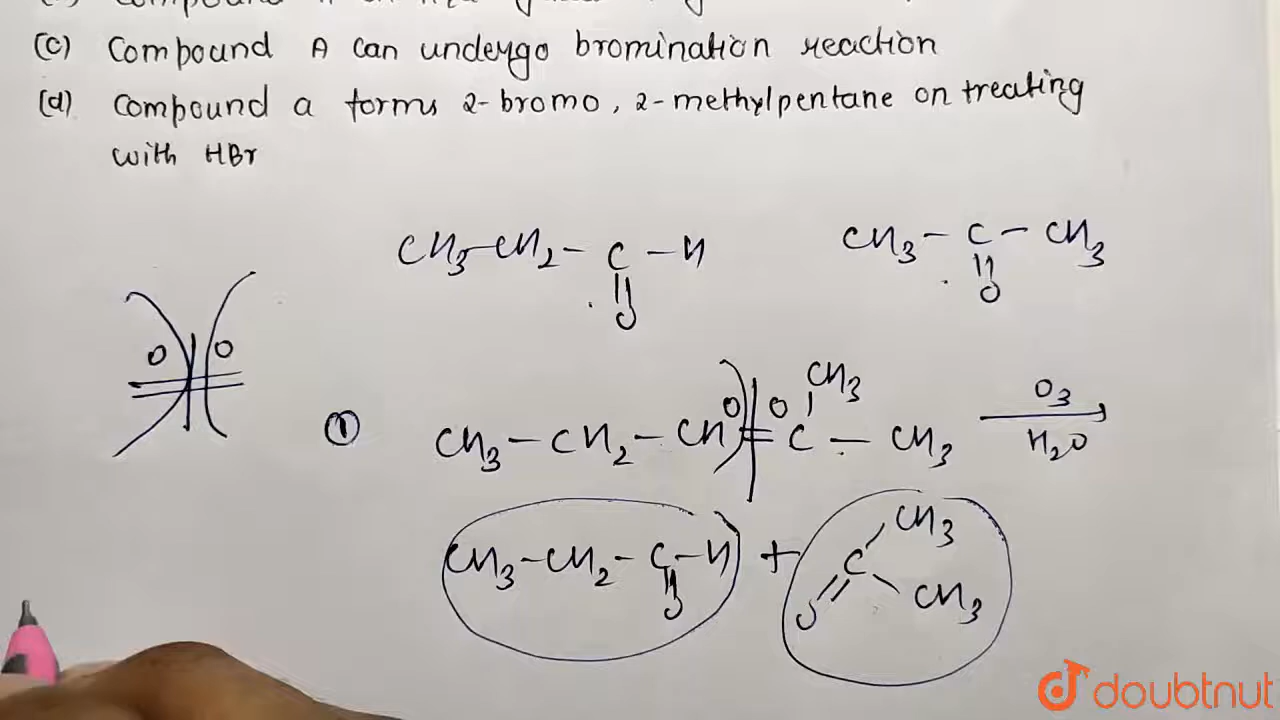 (c) Compound A can undergo bromination reaction
(d) Compound a forms 2-bromo, 2-methylpentane on treating
with HBr
CH3-CH2-C-H CH3-C-CH3
|| ||
O O
O O
CH3
|
① CH3-CH2-CH=C-CH3 O3
O O H2O
CH3-CH2-C-H + C CH3
|| CH3
O O
doubtnut